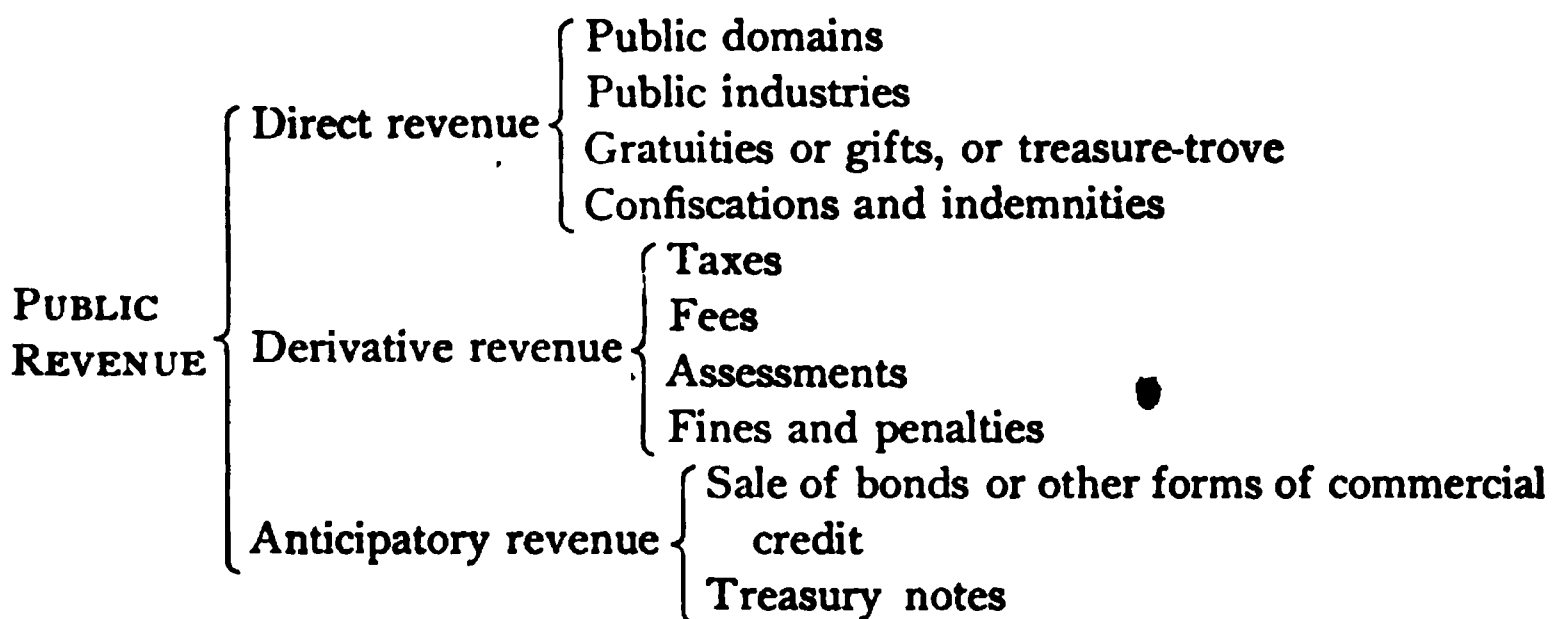 Public domains
Public industries
Direct revenue
Gratuities or gifts, or treasure-trove
Confiscations and indemnities
Taxes
PUBLIC
REVENUE
Fees
Derivative revenue
Assessments
Fines and penalties
Sale of bonds or other forms of commercial
credit
Anticipatory revenue
Treasury notes